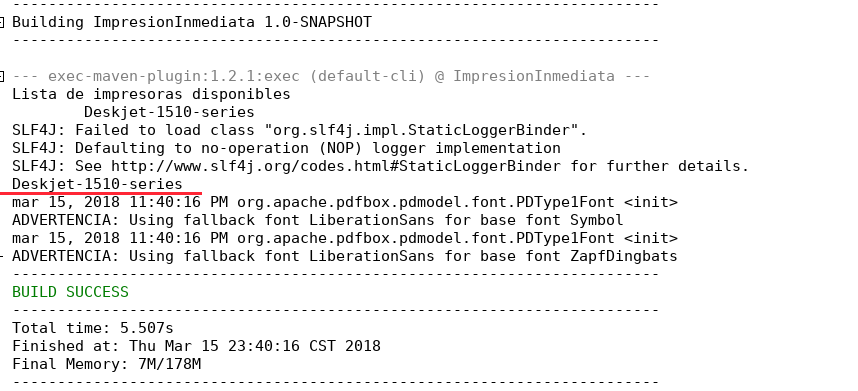 ------------------------------------------------------------------------
Building ImpresionInmediata 1.0-SNAPSHOT
------------------------------------------------------------------------
--- exec-maven-plugin:1.2.1:exec (default-cli) @ ImpresionInmediata ---
Lista de impresoras disponibles
Deskjet-1510-series
SLF4J: Failed to load class "org.slf4j.impl.StaticLoggerBinder".
SLF4J: Defaulting to no-operation (NOP) logger implementation
SLF4J: See http://www.slf4j.org/codes.html#StaticLoggerBinder for further details.
Deskjet-1510-series
mar 15, 2018 11:40:16 PM org.apache.pdfbox.pdmodel.font.PDType1Font <init>
ADVERTENCIA: Using fallback font LiberationSans for base font Symbol
mar 15, 2018 11:40:16 PM org.apache.pdfbox.pdmodel.font.PDType1Font <init>
ADVERTENCIA: Using fallback font LiberationSans for base font ZapfDingbats
------------------------------------------------------------------------
BUILD SUCCESS
------------------------------------------------------------------------
Total time: 5.507s
Finished at: Thu Mar 15 23:40:16 CST 2018
Final Memory: 7M/178M
------------------------------------------------------------------------